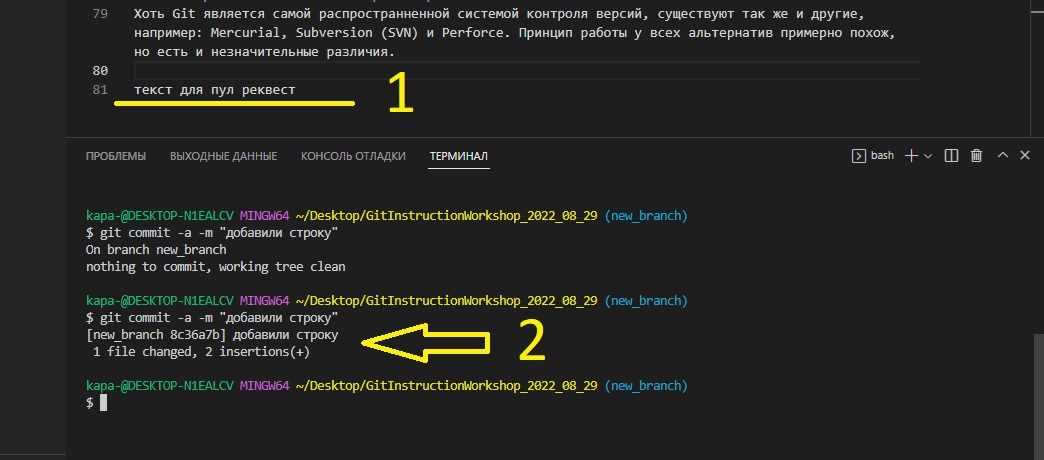 79 Хоть Git является самой распространенной системой контроля версий, существуют так же и другие,
например: Mercurial, Subversion (SVN) и Perforce. Принцип работы у всех альтернатив примерно похож,
но есть и незначительные различия.
80
81 текст для пул реквест
1
ПРОБЛЕМЫ ВЫХОДНЫЕ ДАННЫЕ КОНСОЛЬ ОТЛАДКИ ТЕРМИНАЛ bash
kapa-@DESKTOP-N1EALCV MINGW64 ~/Desktop/GitInstructionWorkshop_2022_08_29 (new_branch)
$ git commit -a -m "добавили строку"
On branch new_branch
nothing to commit, working tree clean
kapa-@DESKTOP-N1EALCV MINGW64 ~/Desktop/GitInstructionWorkshop_2022_08_29 (new_branch)
$ git commit -a -m "добавили строку"
[new_branch 8c36a7b] добавили строку
1 file changed, 2 insertions(+)
2
kapa-@DESKTOP-N1EALCV MINGW64 ~/Desktop/GitInstructionWorkshop_2022_08_29 (new_branch)
$